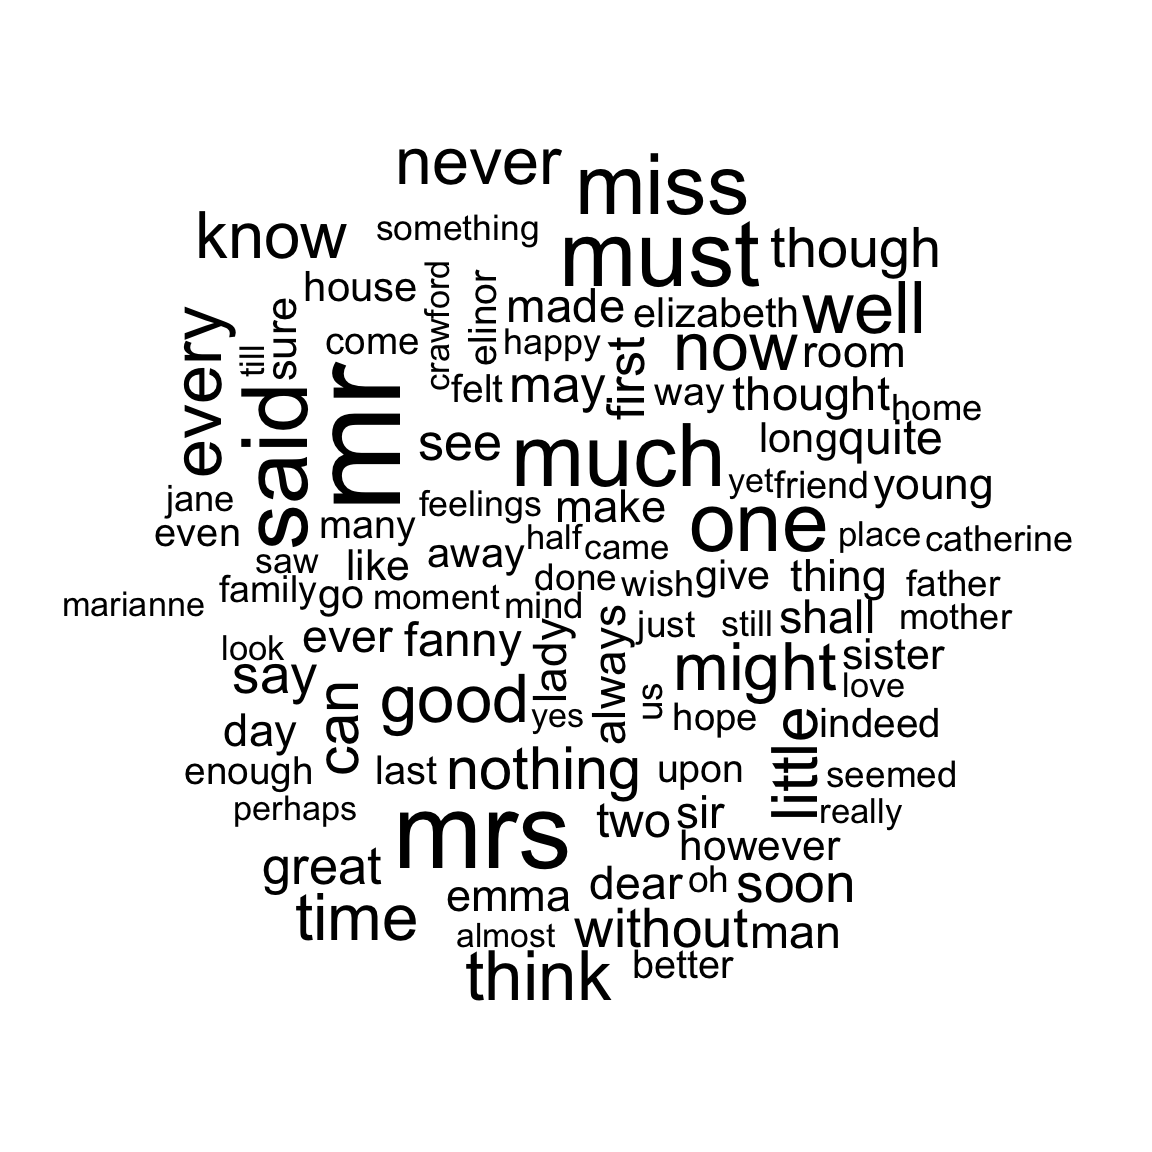 never
miss
know
something
must
though
house
crawford
elinor
made
elizabeth
well
every
till
sure
come
happy
first
now
room
said
mr
felt
may
way
thought
home
see
much
long
quite
jane
feelings
make
yet
friend
young
even
many
one
place
catherine
saw
like
away
half
came
marianne
family
go
moment
mind
done
wish
give
thing
father
look
ever
fanny
lady
always
just
still
shall
mother
say
can
good
yes
us
might
sister
love
day
hope
little
indeed
enough
last
nothing
upon
seemed
perhaps
mrs
two
sir
really
however
great
emma
dear
oh
soon
time
almost
without
man
think
better